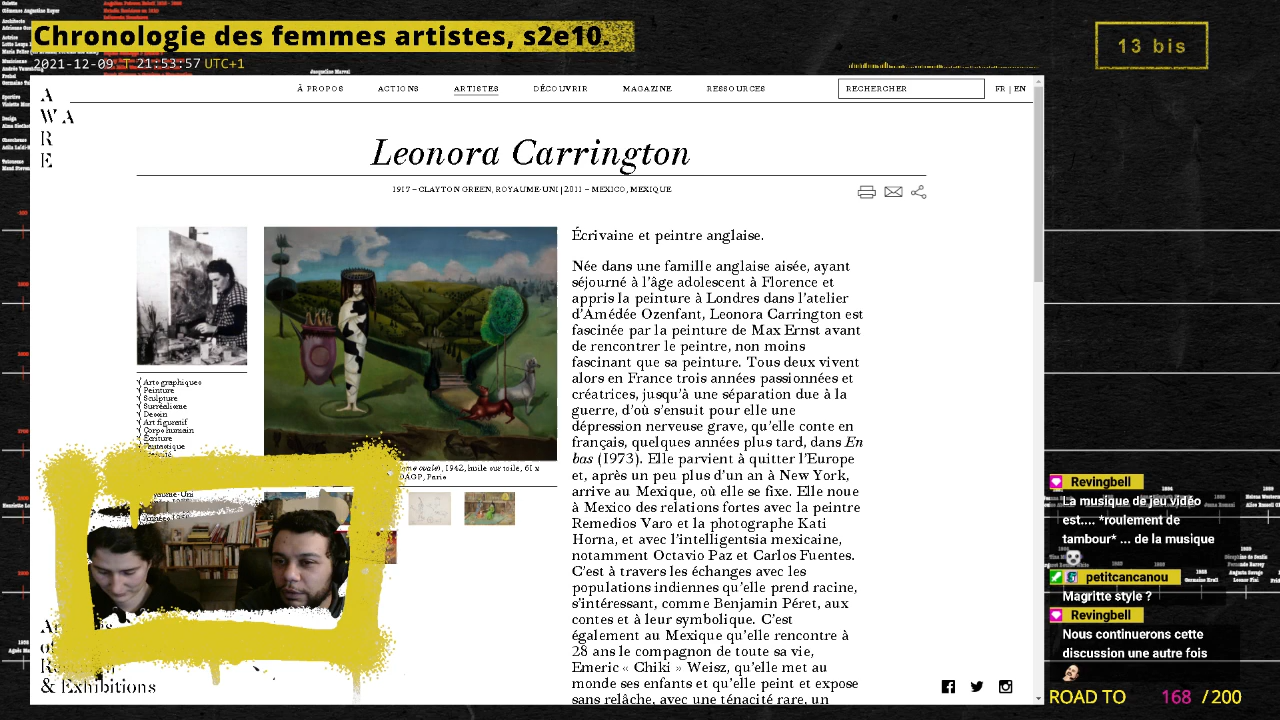 Chronologie des femmes artistes, s2e10
2021-12-09 T 21:53:57 UTC+1
13 bis
Jacqueline Marval
A
W A
R
E
À PROPOS
ACTIONS
ARTISTES
DÉCOUVRIR
MAGAZINE
RESSOURCES
RECHERCHER
FR | EN
Leonora Carrington
1917 — CLAYTON GREEN, ROYAUME-UNI | 2011 — MEXICO, MEXIQUE
Arts graphiques
Peinture
Sculpture
Surréalisme
Dessin
Art figuratif
Corps humain
Écriture
Fantastique
1942, huile sur toile, 61 x
ADAGP, Paris
Écrivaine et peintre anglaise.
Née dans une famille anglaise aisée, ayant
séjourné à l'âge adolescent à Florence et
appris la peinture à Londres dans l'atelier
d'Amédée Ozenfant, Leonora Carrington est
fascinée par la peinture de Max Ernst avant
de rencontrer le peintre, non moins
fascinant que sa peinture. Tous deux vivent
alors en France trois années passionnées et
créatrices, jusqu'à une séparation due à la
guerre, d'où s'ensuit pour elle une
dépression nerveuse grave, qu'elle conte en
français, quelques années plus tard, dans En
bas (1973). Elle parvient à quitter l'Europe
et, après un peu plus d'un an à New York,
arrive au Mexique, où elle se fixe. Elle noue
à Mexico des relations fortes avec la peintre
Remedios Varo et la photographe Kati
Horna, et avec l'intelligentsia mexicaine,
notamment Octavio Paz et Carlos Fuentes.
C'est à travers les échanges avec les
populations indiennes qu'elle prend racine,
s'intéressant, comme Benjamin Péret, aux
contes et à leur symbolique. C'est
également au Mexique qu'elle rencontre à
28 ans le compagnon de toute sa vie,
Emeric « Chiki » Weisz, qu'elle met au
monde ses enfants et qu'elle peint et expose
sans relâche, avec une ténacité rare, un
& Exhibitions
Revingbell
La musique de jeu vidéo
est.... *roulement de
tambour* ... de la musique
petitcancanou
Magritte style ?
Revingbell
Nous continuerons cette
discussion une autre fois
ROAD TO 168 / 200